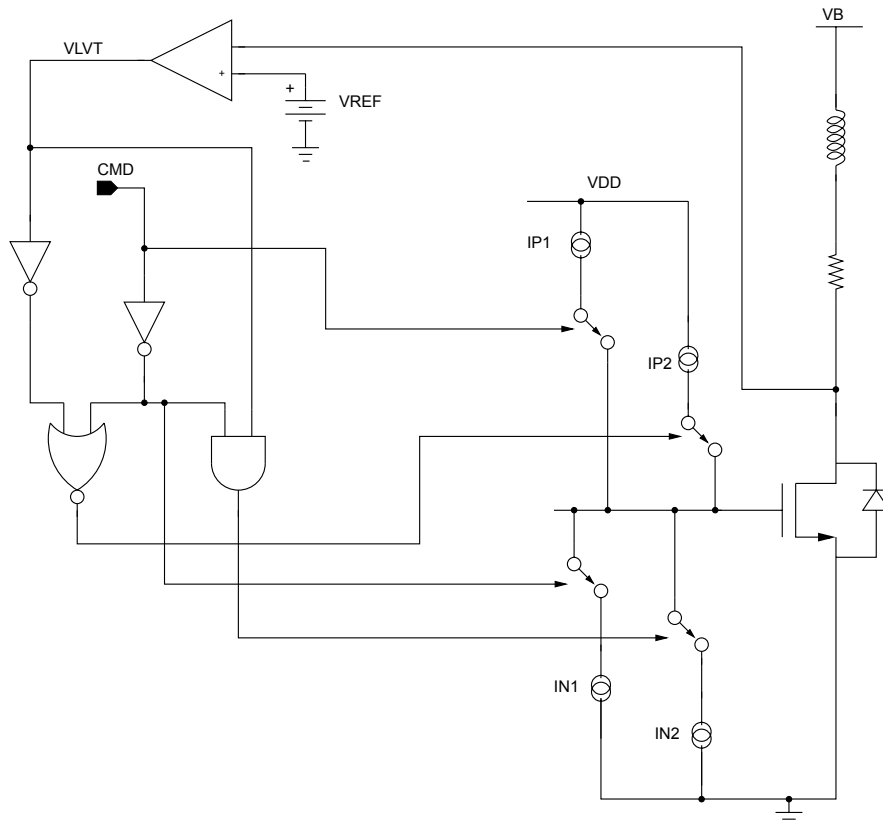 VB
VLVT
+
+
VREF
CMD
VDD
IP1
IP2
IN1
IN2